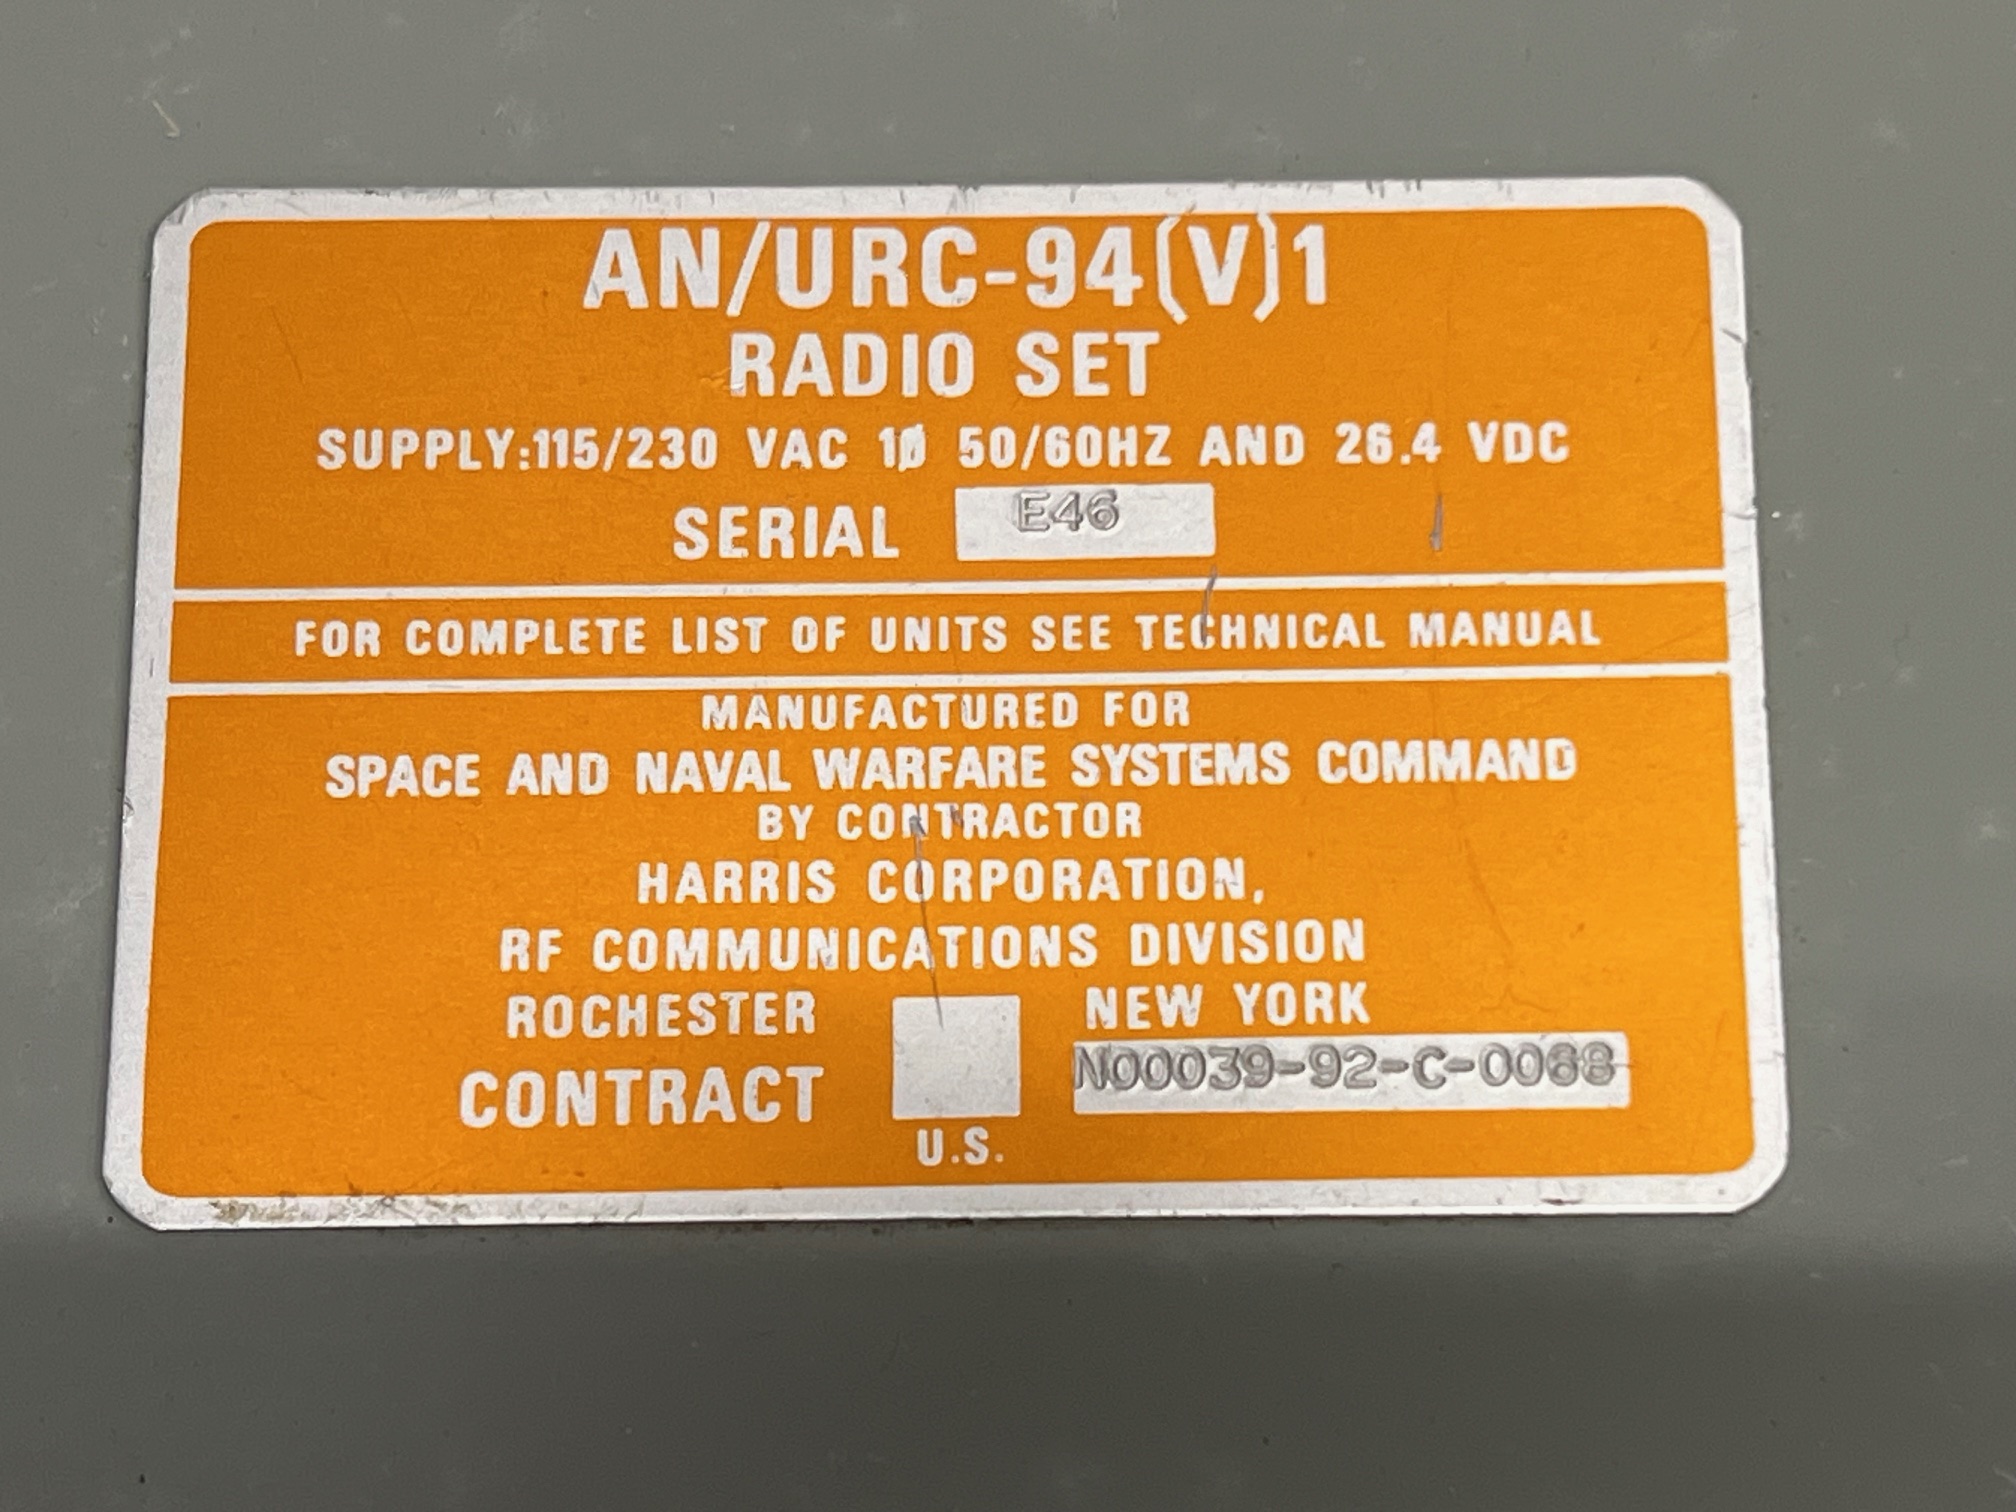 AN/URC-94(V)1
RADIO SET
SUPPLY:115/230 VAC 1Ø 50/60HZ AND 26.4 VDC
SERIAL E46
FOR COMPLETE LIST OF UNITS SEE TECHNICAL MANUAL
MANUFACTURED FOR
SPACE AND NAVAL WARFARE SYSTEMS COMMAND
BY CONTRACTOR
HARRIS CORPORATION,
RF COMMUNICATIONS DIVISION
ROCHESTER NEW YORK
CONTRACT N00039-92-C-0068
U.S.